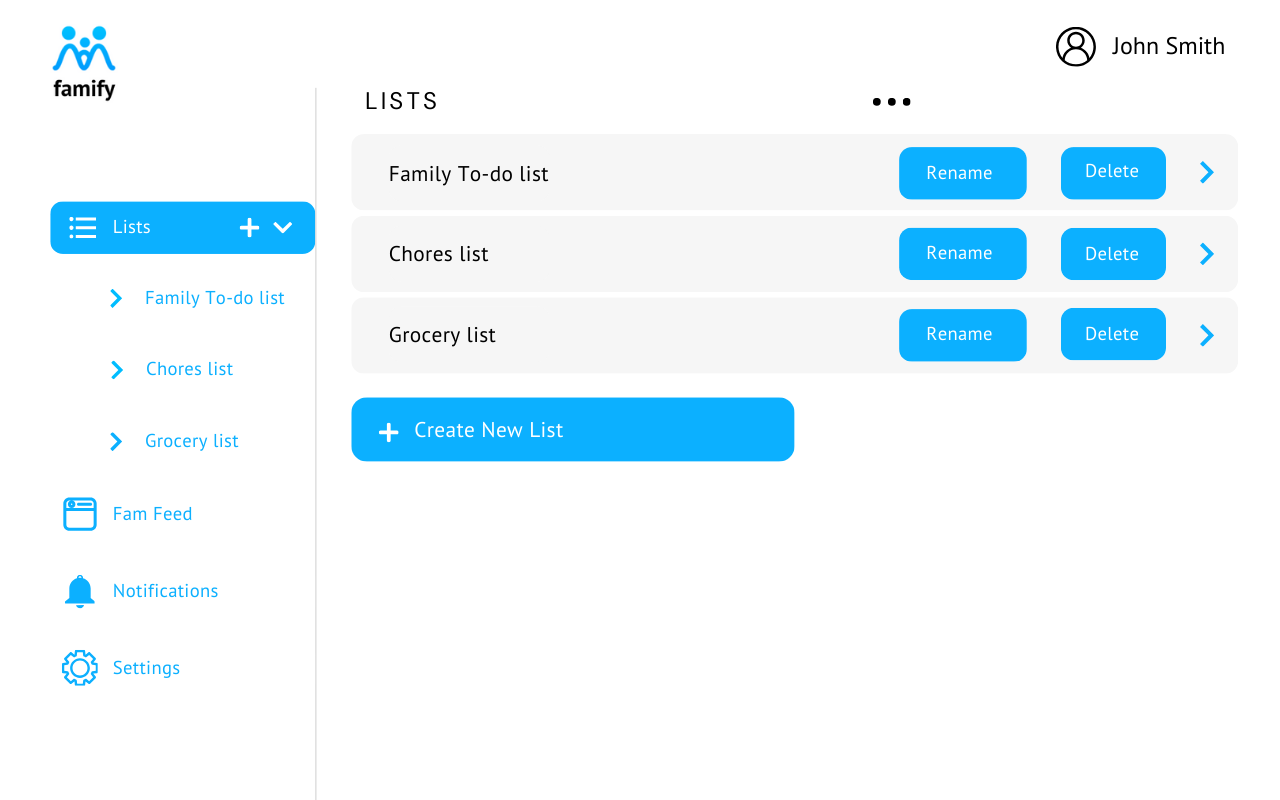 famify
John Smith
LISTS
Lists
Family To-do list
Chores list
Grocery list
Fam Feed
Notifications
Settings
Family To-do list Rename Delete
Chores list Rename Delete
Grocery list Rename Delete
Create New List